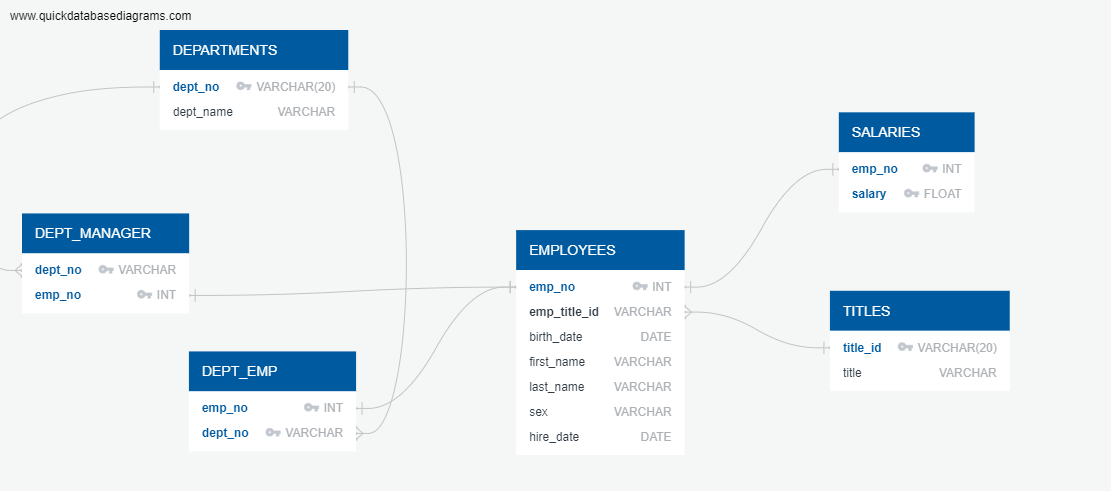 www.quickdatabasediagrams.com
DEPARTMENTS
dept_no VARCHAR(20)
dept_name VARCHAR
SALARIES
emp_no INT
salary FLOAT
DEPT_MANAGER
dept_no VARCHAR
emp_no INT
EMPLOYEES
emp_no INT
emp_title_id VARCHAR
birth_date DATE
first_name VARCHAR
last_name VARCHAR
sex VARCHAR
hire_date DATE
TITLES
title_id VARCHAR(20)
title VARCHAR
DEPT_EMP
emp_no INT
dept_no VARCHAR